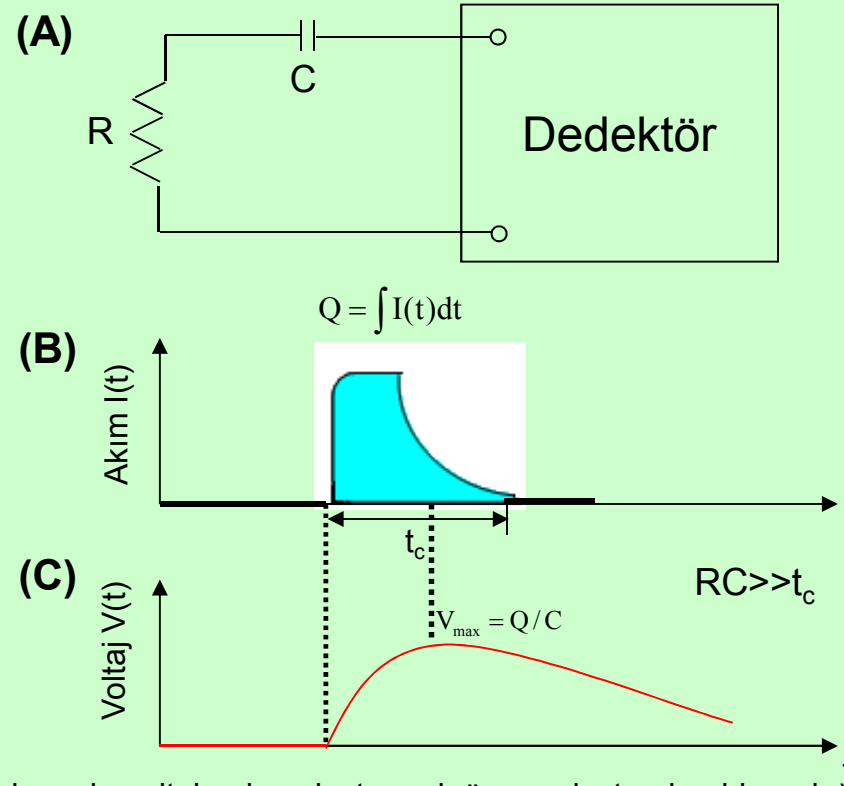 (A)
C
R
Dedektör
Q = ∫ I(t)dt
(B)
Akım I(t)
t_c
(C)
RC>>t_c
V_max = Q / C
Voltaj V(t)